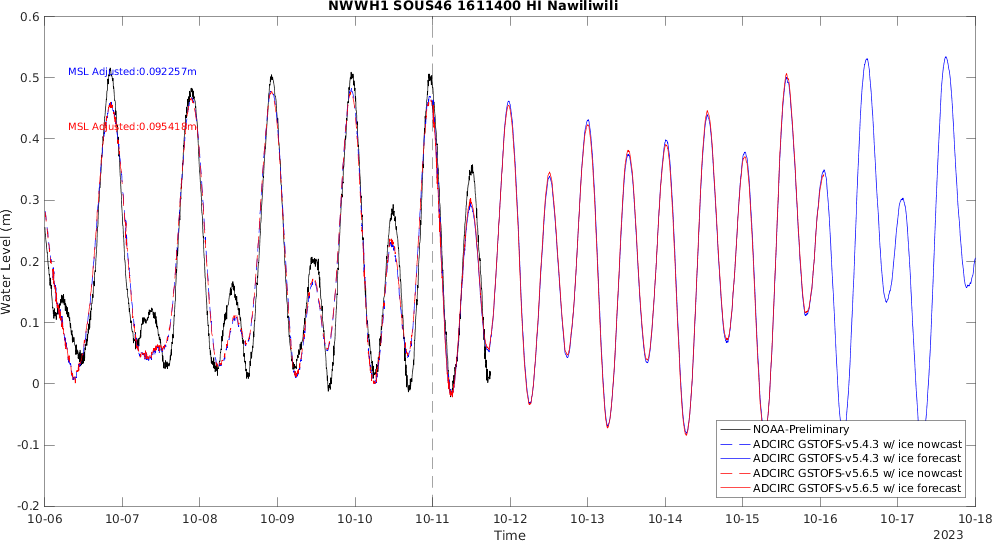 NWWH1 SOUS46 1611400 HI Nawiliwili
0.6
0.5
0.4
0.3
0.2
0.1
0
-0.1
-0.2
Water Level (m)
MSL Adjusted:0.092257m
MSL Adjusted:0.095418m
NOAA-Preliminary
ADCIRC GSTOFS-v5.4.3 w/ ice nowcast
ADCIRC GSTOFS-v5.4.3 w/ ice forecast
ADCIRC GSTOFS-v5.6.5 w/ ice nowcast
ADCIRC GSTOFS-v5.6.5 w/ ice forecast
10-06 10-07 10-08 10-09 10-10 10-11 10-12 10-13 10-14 10-15 10-16 10-17 10-18
Time
2023